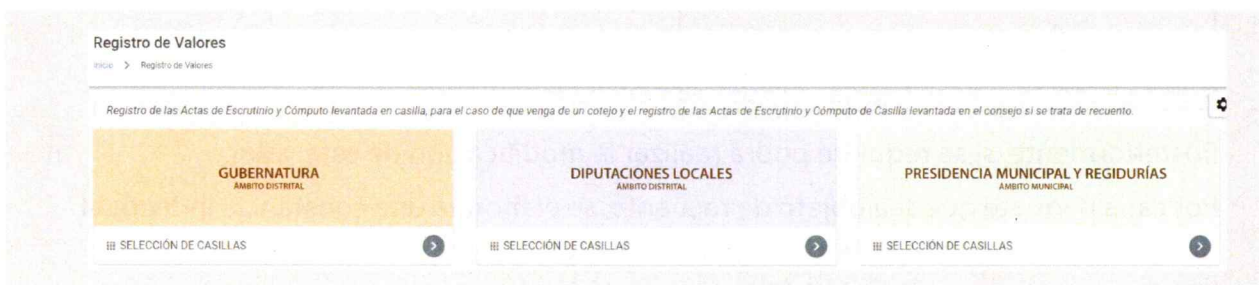 Registro de Valores
Inicio > Registro de Valores
Registro de las Actas de Escrutinio y Cómputo levantada en casilla, para el caso de que venga de un cotejo y el registro de las Actas de Escrutinio y Cómputo de Casilla levantada en el consejo si se trata de recuento.
GUBERNATURA
ÁMBITO DISTRITAL
DIPUTACIONES LOCALES
ÁMBITO DISTRITAL
PRESIDENCIA MUNICIPAL Y REGIDURÍAS
ÁMBITO MUNICIPAL
SELECCIÓN DE CASILLAS
SELECCIÓN DE CASILLAS
SELECCIÓN DE CASILLAS